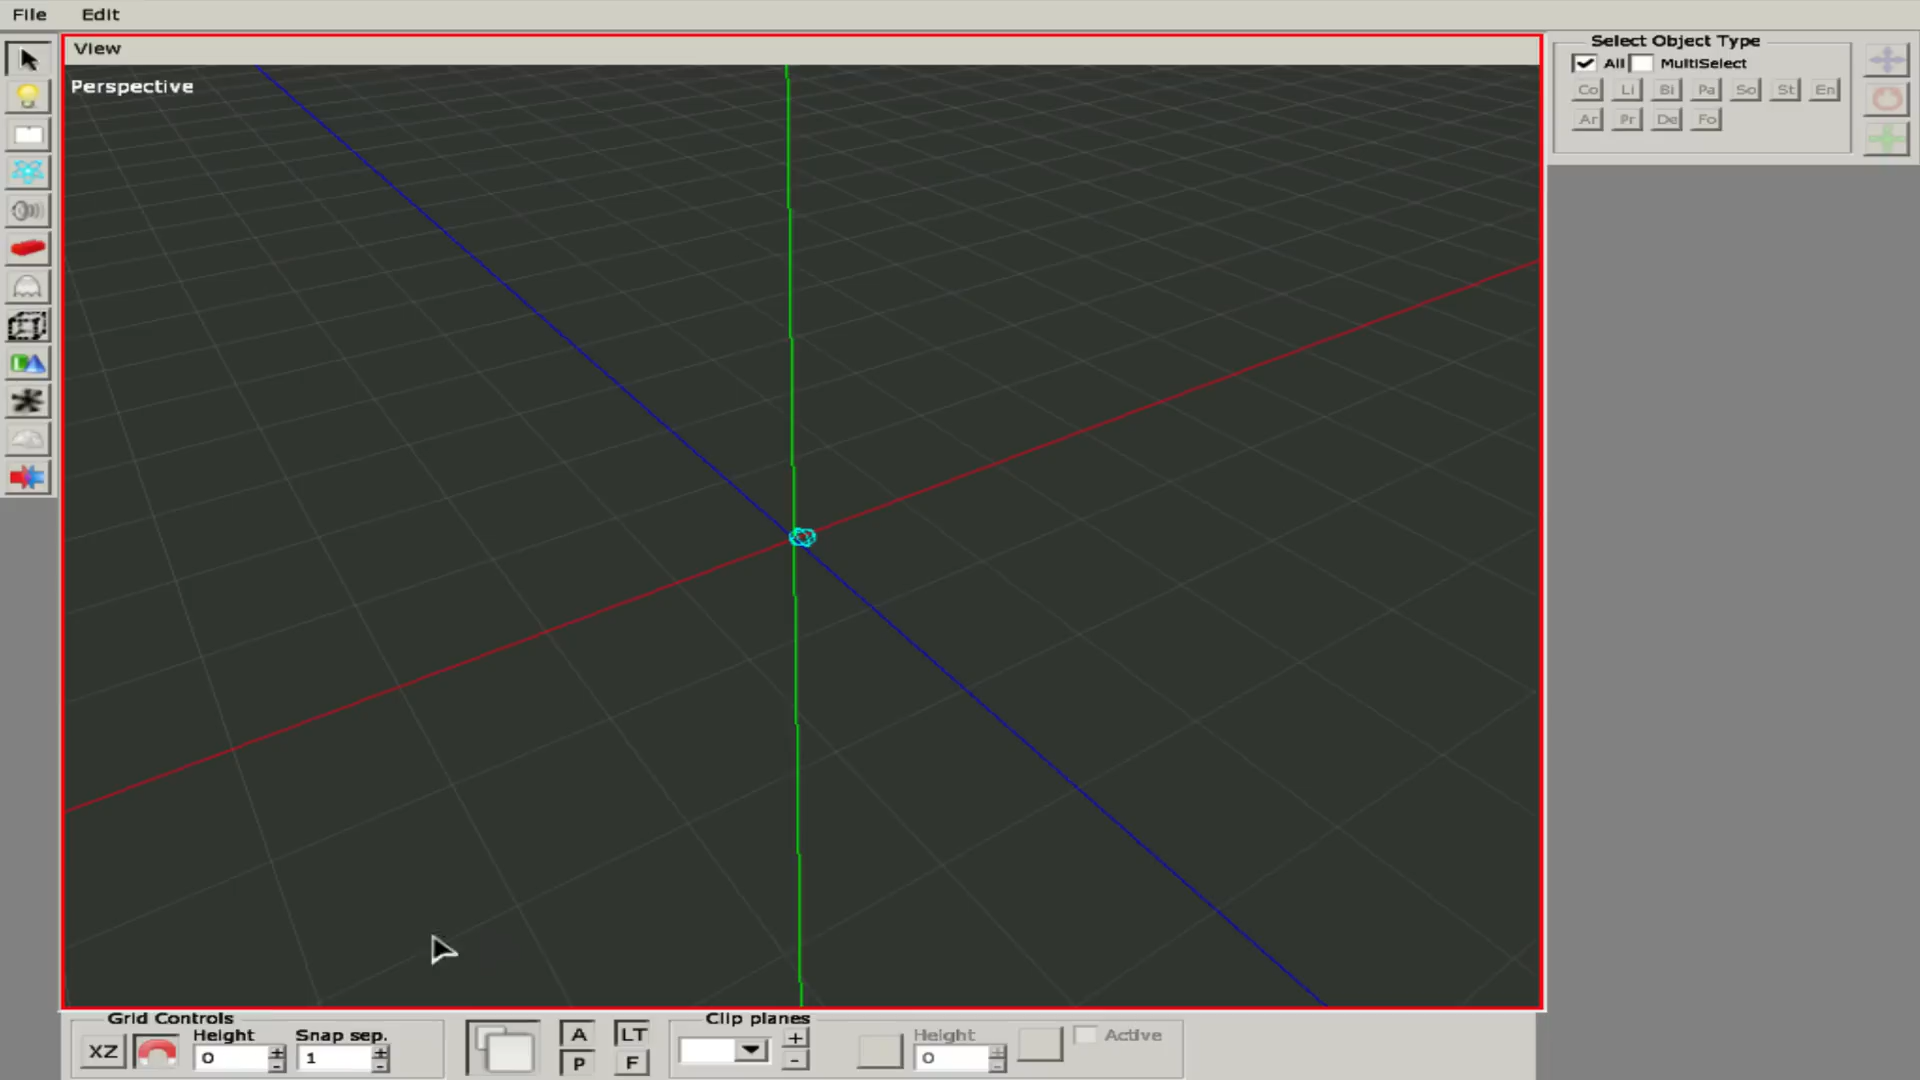 File Edit
View
Perspective
Select Object Type
All MultiSelect
Co Li Bi Pa So St En
Ar Pr De Fo
Grid Controls
XZ
Height
0
Snap sep.
1
A LT
P F
Clip planes
+
-
Height
0
Active